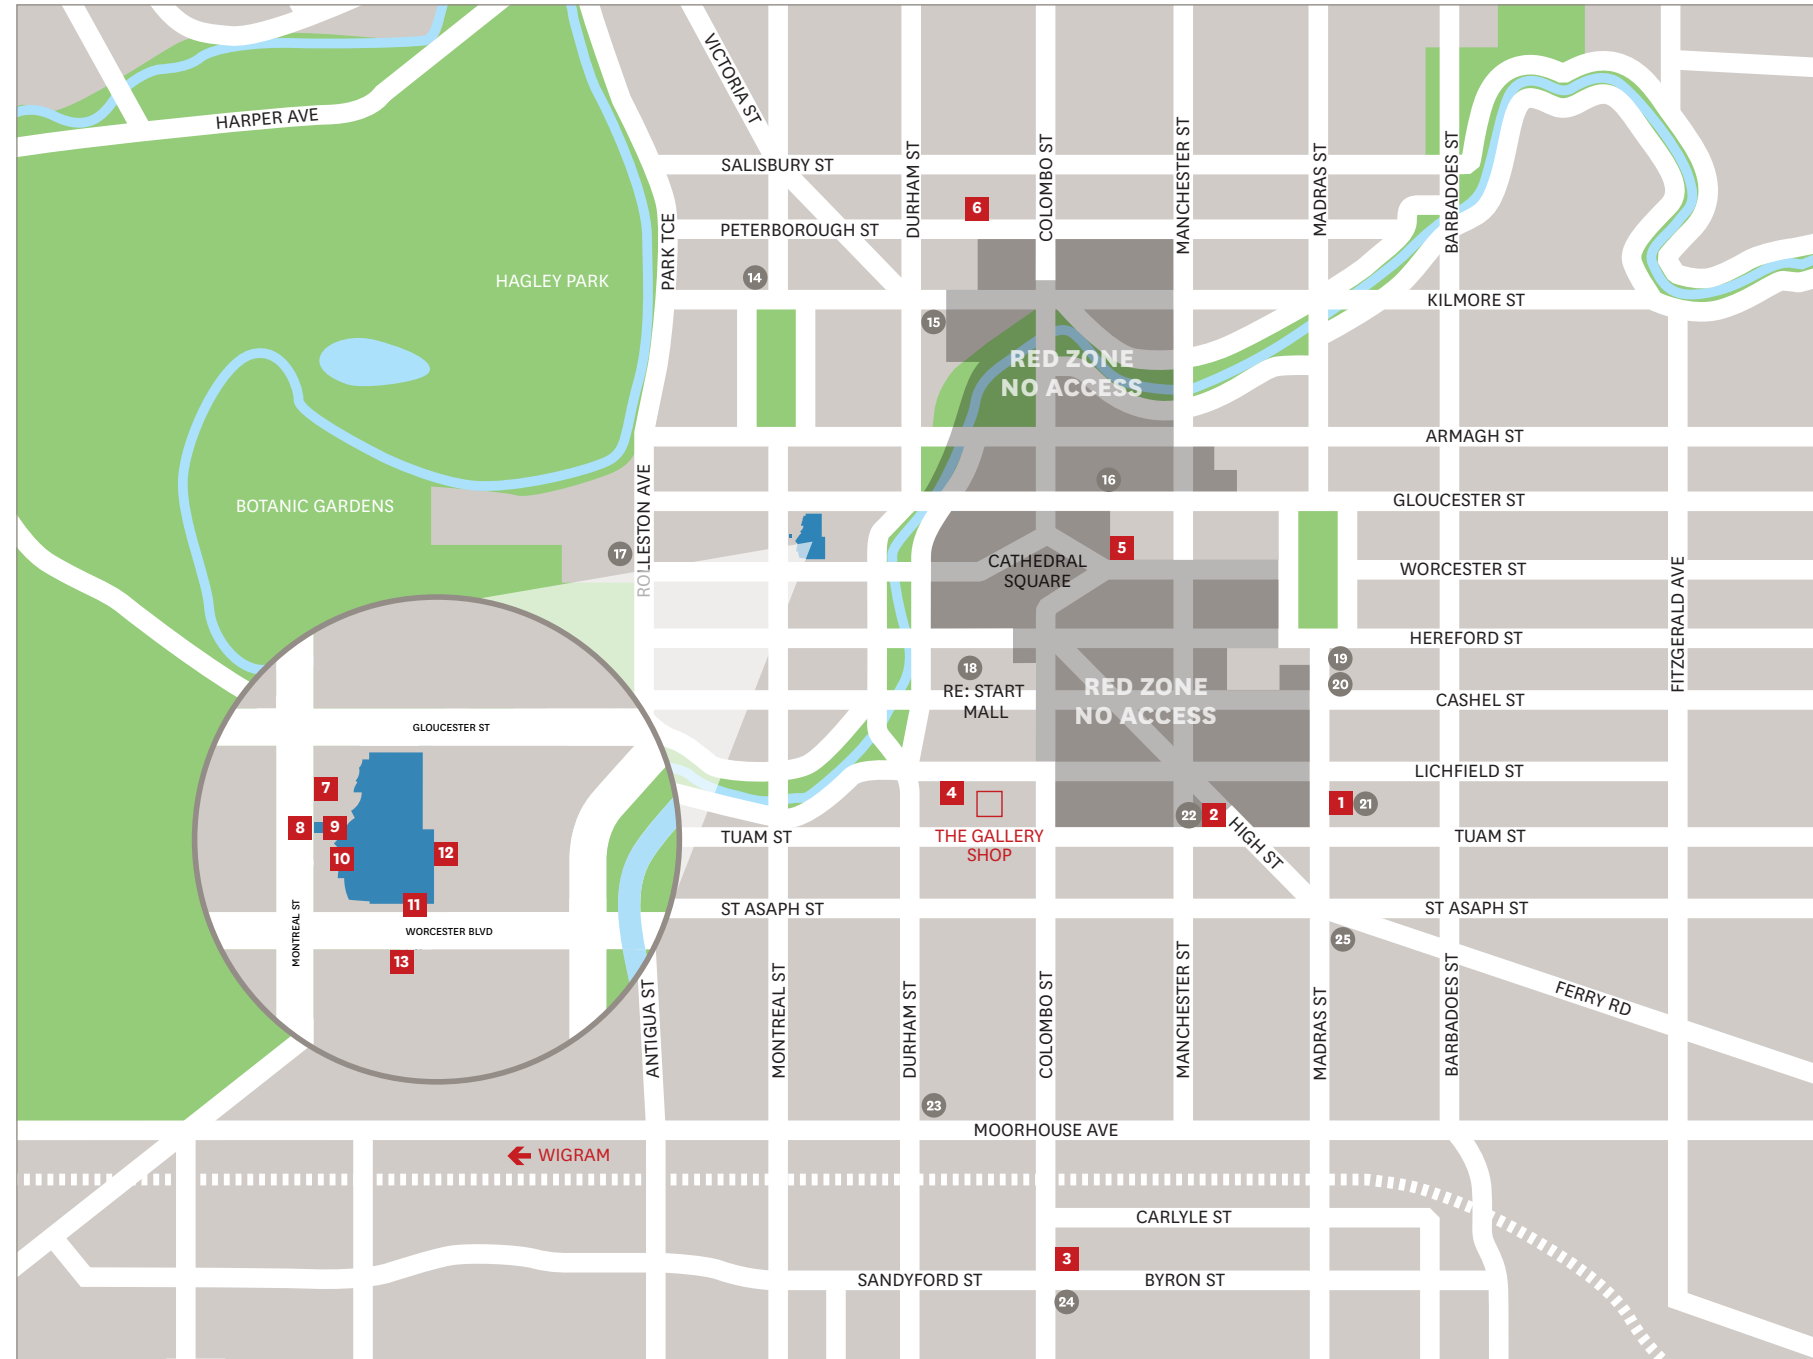 VICTORIA ST
HARPER AVE
SALISBURY ST
DURHAM ST
COLOMBO ST
MANCHESTER ST
MADRAS ST
BARBADOES ST
6
PETERBOROUGH ST
PARK TCE
HAGLEY PARK
14
KILMORE ST
15
RED ZONE
NO ACCESS
ARMAGH ST
16
GLOUCESTER ST
BOTANIC GARDENS
ROLLESTON AVE
17
5
CATHEDRAL
SQUARE
WORCESTER ST
FITZGERALD AVE
HEREFORD ST
18
19
20
RE: START
MALL
RED ZONE
NO ACCESS
CASHEL ST
GLOUCESTER ST
LICHFIELD ST
7
8
9
10
12
11
MONTREAL ST
WORCESTER BLVD
13
4
1
21
22
2
HIGH ST
TUAM ST
THE GALLERY
SHOP
TUAM ST
ST ASAPH ST
ST ASAPH ST
25
FERRY RD
ANTIGUA ST
MONTREAL ST
DURHAM ST
COLOMBO ST
MANCHESTER ST
MADRAS ST
BARBADOES ST
23
MOORHOUSE AVE
WIGRAM
CARLYLE ST
3
SANDYFORD ST
BYRON ST
24